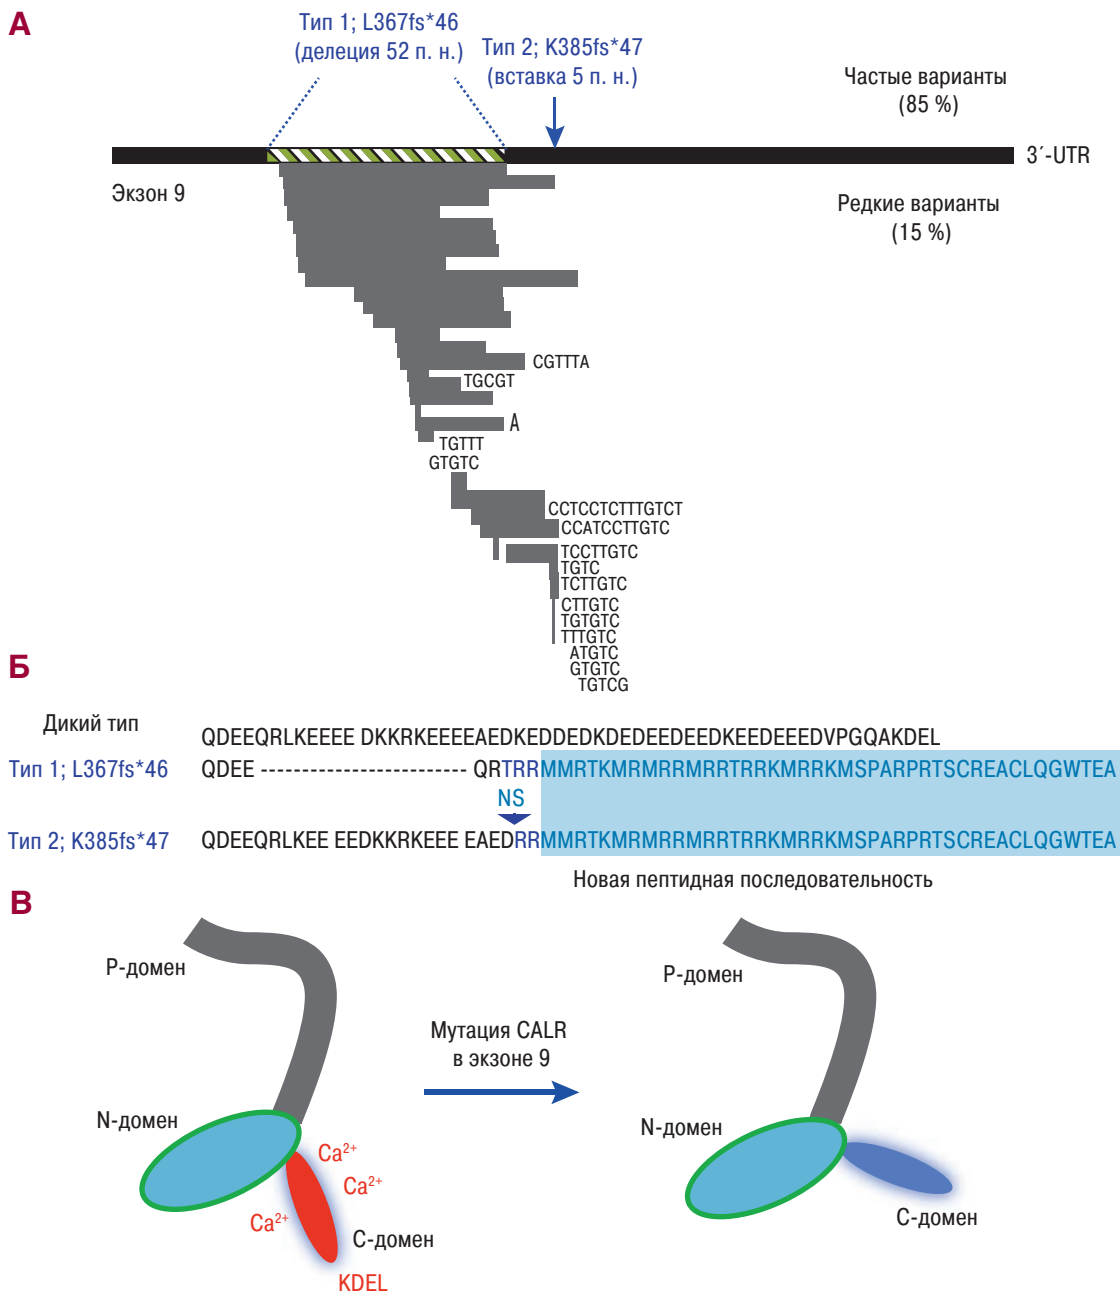 А
Тип 1; L367fs*46
(делеция 52 п. н.)
Тип 2; K385fs*47
(вставка 5 п. н.)
Частые варианты
(85 %)
3´-UTR
Экзон 9
Редкие варианты
(15 %)
CGTTTA
TGCGT
A
TGTTT
GTGTC
CCTCCTCTTTGTCT
CCATCCTTGTC
TCCTTGTC
TGTC
TCTTGTC
CTTGTC
TGTGTC
TTTGTC
ATGTC
GTGTC
TGTCG
Б
Дикий тип
QDEEQRLKEEEE DKKRKEEEEAEDKEDDEDKDEDEEDEEDKEEDEEEDVPGQAKDEL
Тип 1; L367fs*46
QDEE ------------------------ QRTRRMMRTKMRMRRMRRTRRKMRRKMSPARPRTSCREACLQGWTEA
NS
Тип 2; K385fs*47
QDEEQRLKEE EEDKKRKEEE EAEDRRMMRTKMRMRRMRRTRRKMRRKMSPARPRTSCREACLQGWTEA
Новая пептидная последовательность
В
P-домен
N-домен
Ca²⁺
Ca²⁺
Ca²⁺
C-домен
KDEL
Мутация CALR
в экзоне 9
P-домен
N-домен
C-домен